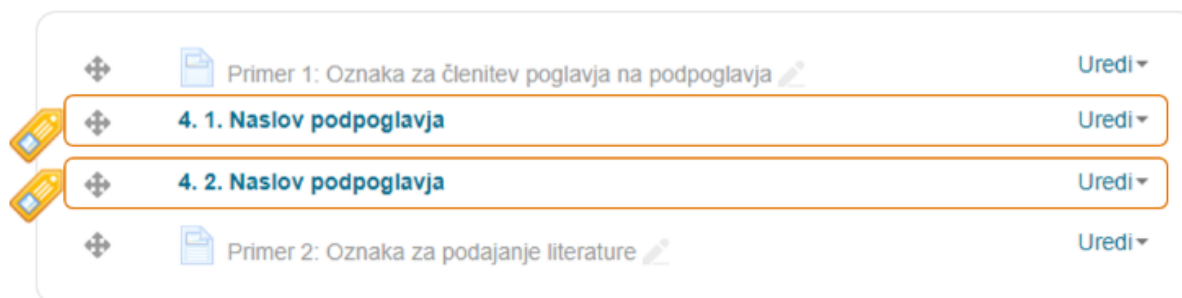 Primer 1: Oznaka za členitev poglavja na podpoglavja Uredi
4. 1. Naslov podpoglavja Uredi
4. 2. Naslov podpoglavja Uredi
Primer 2: Oznaka za podajanje literature Uredi